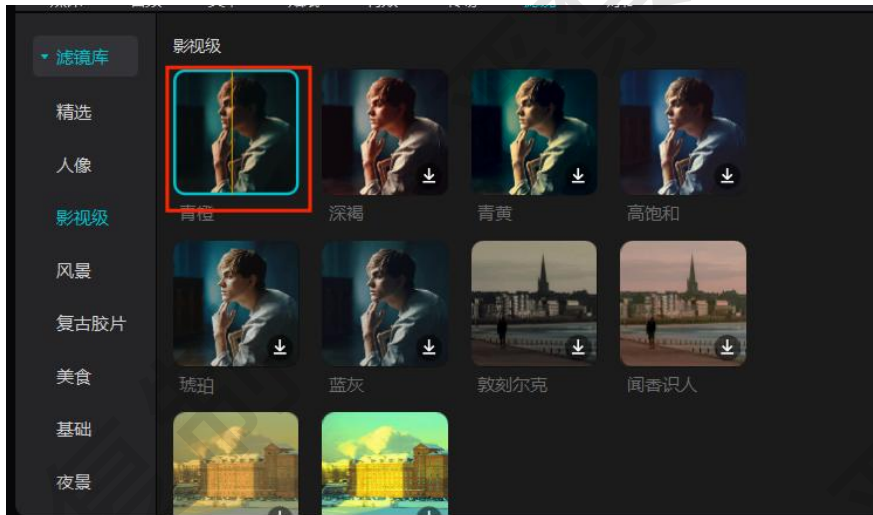 滤镜库
精选
人像
影视级
风景
复古胶片
美食
基础
夜景
影视级
青橙
深褐
青黄
高饱和
琥珀
蓝灰
敦刻尔克
闻香识人